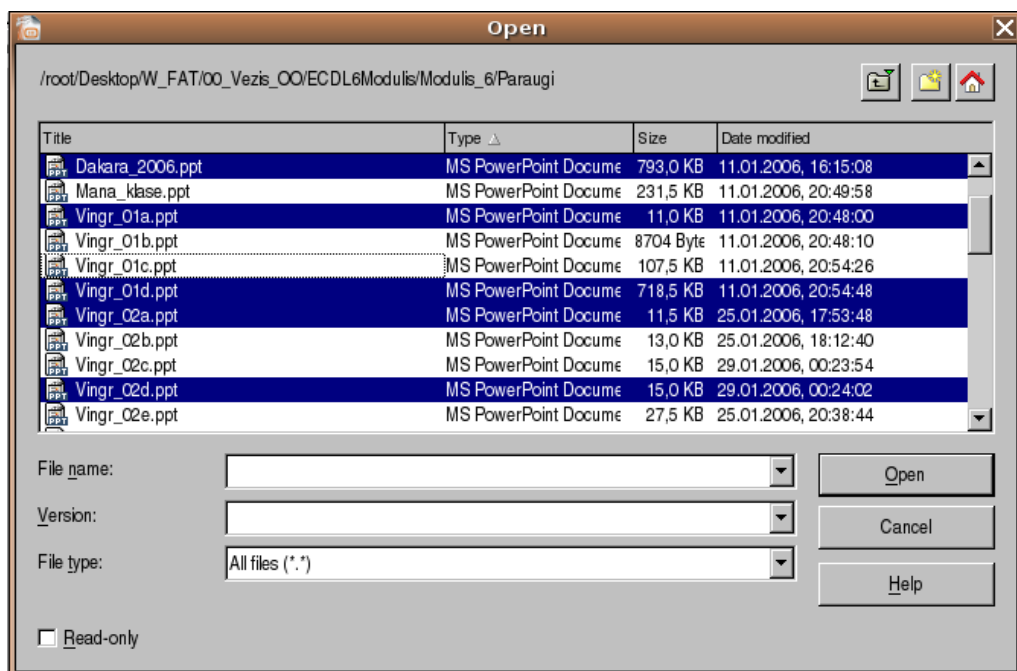 Open
/root/Desktop/W_FAT/00_Vezis_OO/ECDL6Modulis/Modulis_6/Paraugi
Title Type Size Date modified
Dakara_2006.ppt MS PowerPoint Docume 793,0 KB 11.01.2006, 16:15:08
Mana_klase.ppt MS PowerPoint Docume 231,5 KB 11.01.2006, 20:49:58
Vingr_01a.ppt MS PowerPoint Docume 11,0 KB 11.01.2006, 20:48:00
Vingr_01b.ppt MS PowerPoint Docume 8704 Byte 11.01.2006, 20:48:10
Vingr_01c.ppt MS PowerPoint Docume 107,5 KB 11.01.2006, 20:54:26
Vingr_01d.ppt MS PowerPoint Docume 718,5 KB 11.01.2006, 20:54:48
Vingr_02a.ppt MS PowerPoint Docume 11,5 KB 25.01.2006, 17:53:48
Vingr_02b.ppt MS PowerPoint Docume 13,0 KB 25.01.2006, 18:12:40
Vingr_02c.ppt MS PowerPoint Docume 15,0 KB 29.01.2006, 00:23:54
Vingr_02d.ppt MS PowerPoint Docume 15,0 KB 29.01.2006, 00:24:02
Vingr_02e.ppt MS PowerPoint Docume 27,5 KB 25.01.2006, 20:38:44
File name: Open
Version: Cancel
File type: All files (*.*) Help
Read-only